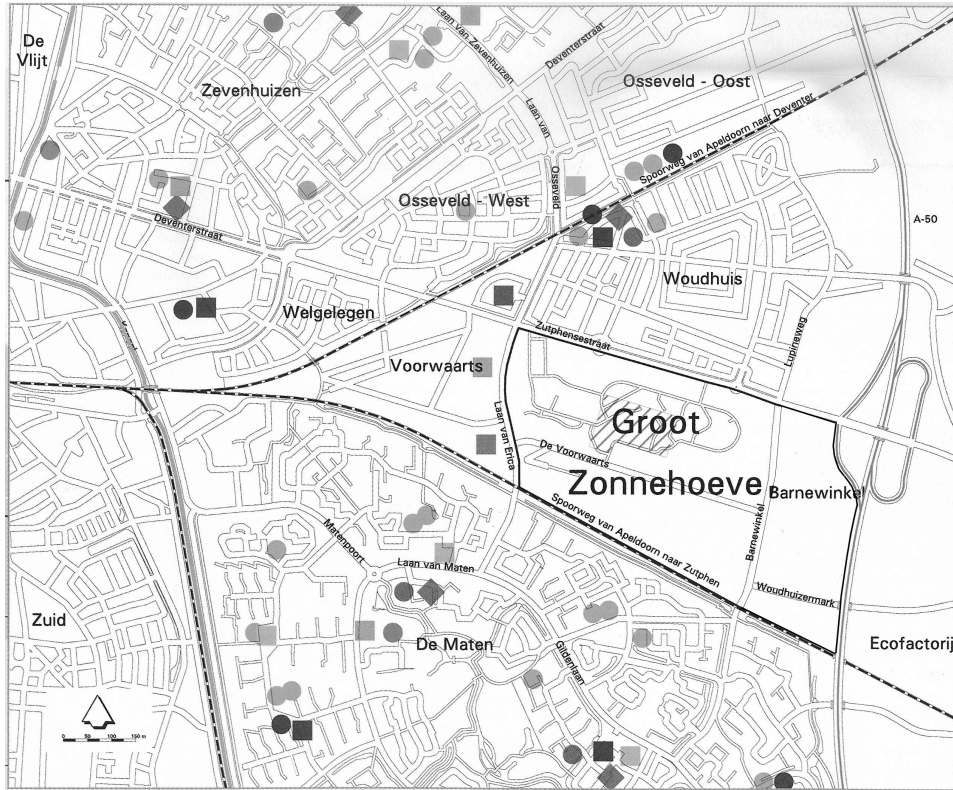 De
Vlijt
Zevenhuizen
Laan van Zevenhuizen
Deventerstraat
Osseveld - Oost
Laan van
Osseveld
Spoorweg van Apeldoorn naar Deventer
Osseveld - West
Deventerstraat
A-50
Woudhuis
Welgelegen
Lupineweg
Zutphensestraat
Voorwaarts
Laan van Erica
Groot
De Voorwaarts
Zonnehoeve
Barnewinkel
Barnewinkel
Spoorweg van Apeldoorn naar Zutphen
Matenpoort
Laan van Maten
Woudhuizermark
Zuid
De Maten
Gildenlaan
Ecofactorij
0 50 100 150 m